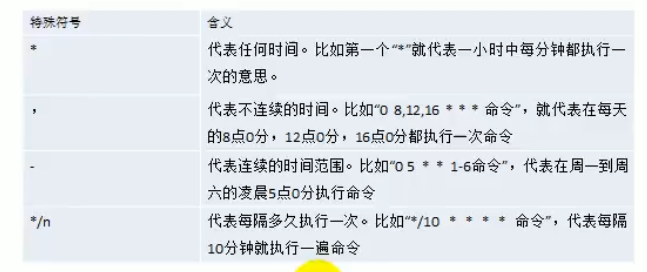 特殊符号 含义
* 代表任何时间。比如第一个“*”就代表一小时中每分钟都执行一
次的意思。
， 代表不连续的时间。比如“0 8,12,16 * * * 命令”，就代表在每天
的8点0分，12点0分，16点0分都执行一次命令
- 代表连续的时间范围。比如“0 5 * * 1-6命令”，代表在周一到周
六的凌晨5点0分执行命令
*/n 代表每隔多久执行一次。比如“*/10 * * * * 命令”，代表每隔
10分钟就执行一遍命令